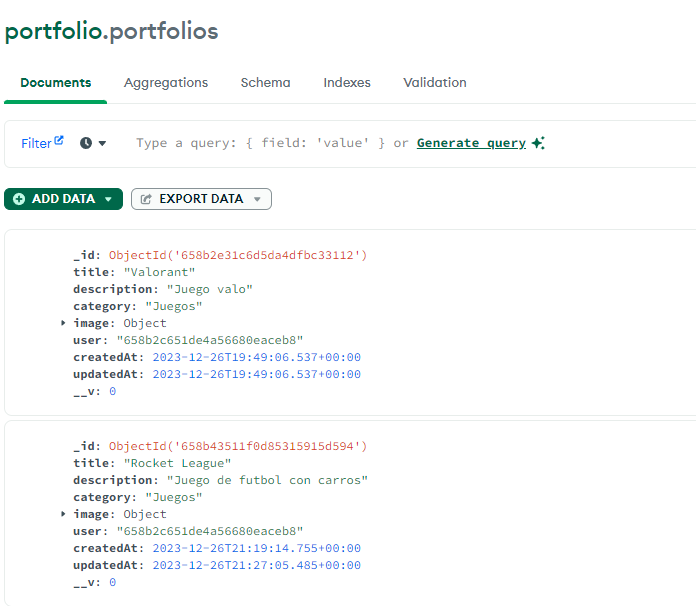 portfolio.portfolios
Documents Aggregations Schema Indexes Validation
Filter Type a query: { field: 'value' } or Generate query
ADD DATA EXPORT DATA
_id: ObjectId('658b2e31c6d5da4dfbc33112')
title: "Valorant"
description: "Juego valo"
category: "Juegos"
image: Object
user: "658b2c651de4a56680eaceb8"
createdAt: 2023-12-26T19:49:06.537+00:00
updatedAt: 2023-12-26T19:49:06.537+00:00
__v: 0
_id: ObjectId('658b43511f0d85315915d594')
title: "Rocket League"
description: "Juego de futbol con carros"
category: "Juegos"
image: Object
user: "658b2c651de4a56680eaceb8"
createdAt: 2023-12-26T21:19:14.755+00:00
updatedAt: 2023-12-26T21:27:05.485+00:00
__v: 0